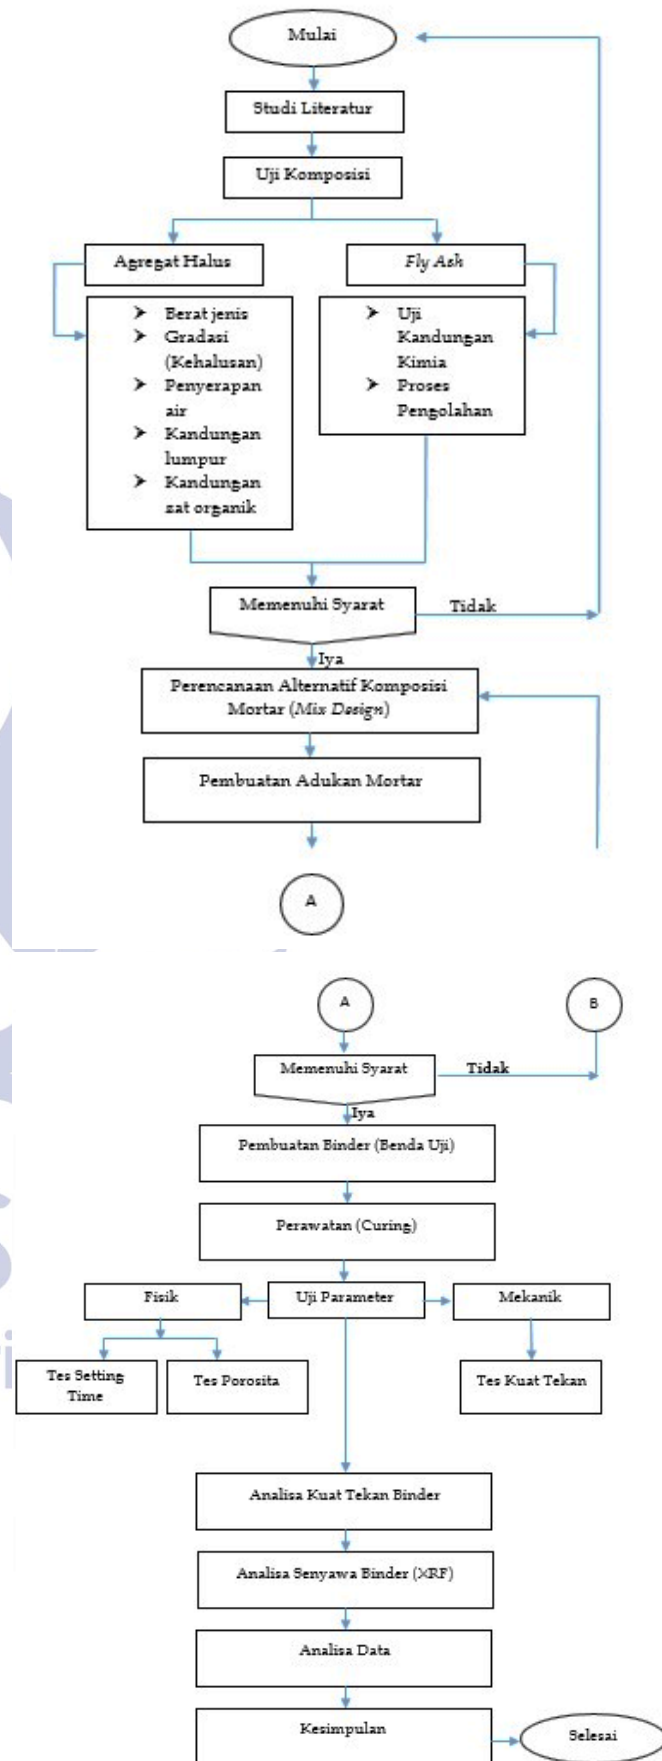 Mulai
Studi Literatur
Uji Komposisi
Agregat Halus
Fly Ash
➤ Berat jenis
➤ Gradasi
(Kehalusan)
➤ Penyerapan
air
➤ Kandungan
lumpur
➤ Kandungan
zat organik
➤ Uji
Kandungan
Kimia
➤ Proses
Pengolahan
Memenuhi Syarat
Tidak
Iya
Perencanaan Alternatif Komposisi
Mortar (Mix Design)
Pembuatan Adukan Mortar
A
A
B
Memenuhi Syarat
Tidak
Iya
Pembuatan Binder (Benda Uji)
Perawatan (Curing)
Fisik
Uji Parameter
Mekanik
Tes Setting
Time
Tes Porosita
Tes Kuat Tekan
Analisa Kuat Tekan Binder
Analisa Senyawa Binder (XRF)
Analisa Data
Kesimpulan
Selesai